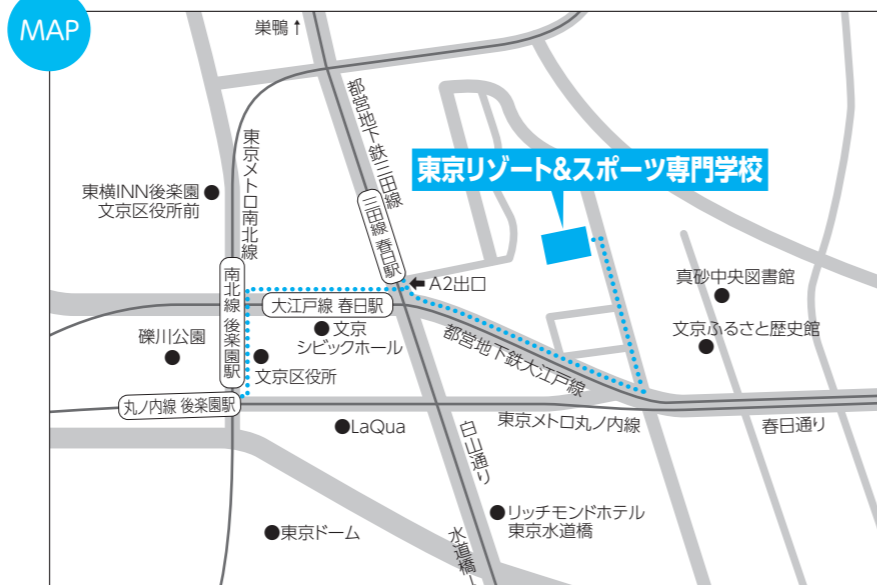 MAP
巣鴨↑
都営地下鉄三田線
東京メトロ南北線
東京リゾート&スポーツ専門学校
東横INN後楽園
文京区役所前
三田線 春日駅
A2出口
真砂中央図書館
南北線 後楽園駅
大江戸線 春日駅
文京
シビックホール
礫川公園
文京ふるさと歴史館
都営地下鉄大江戸線
文京区役所
丸ノ内線 後楽園駅
LaQua
白山通り
東京メトロ丸ノ内線
春日通り
リッチモンドホテル
東京水道橋
東京ドーム
水道橋